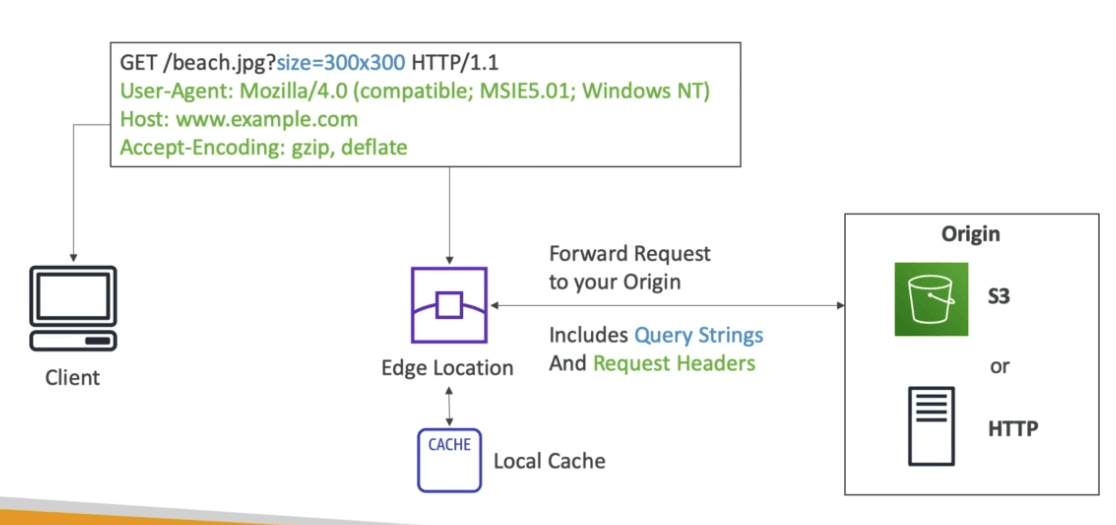 GET /beach.jpg?size=300x300 HTTP/1.1
User-Agent: Mozilla/4.0 (compatible; MSIE5.01; Windows NT)
Host: www.example.com
Accept-Encoding: gzip, deflate
Origin
Forward Request
to your Origin
S3
Includes Query Strings
And Request Headers
Client
Edge Location
or
HTTP
CACHE
Local Cache